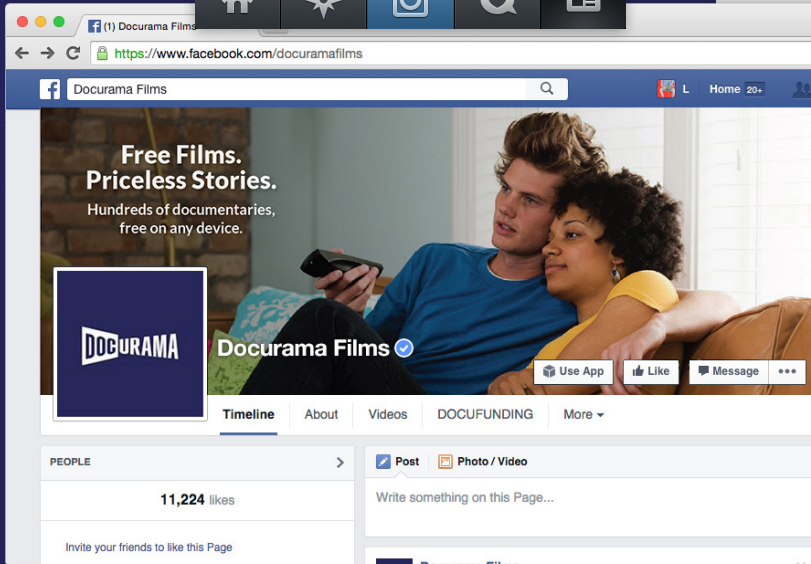 (1) Docurama Films
https://www.facebook.com/docuramafilms
Docurama Films
L
Home 20+
Free Films.
Priceless Stories.
Hundreds of documentaries,
free on any device.
DOCURAMA
Docurama Films
Use App
Like
Message
Timeline
About
Videos
DOCUFUNDING
More
PEOPLE
11,224 likes
Invite your friends to like this Page
Post
Photo / Video
Write something on this Page...
Docurama Films